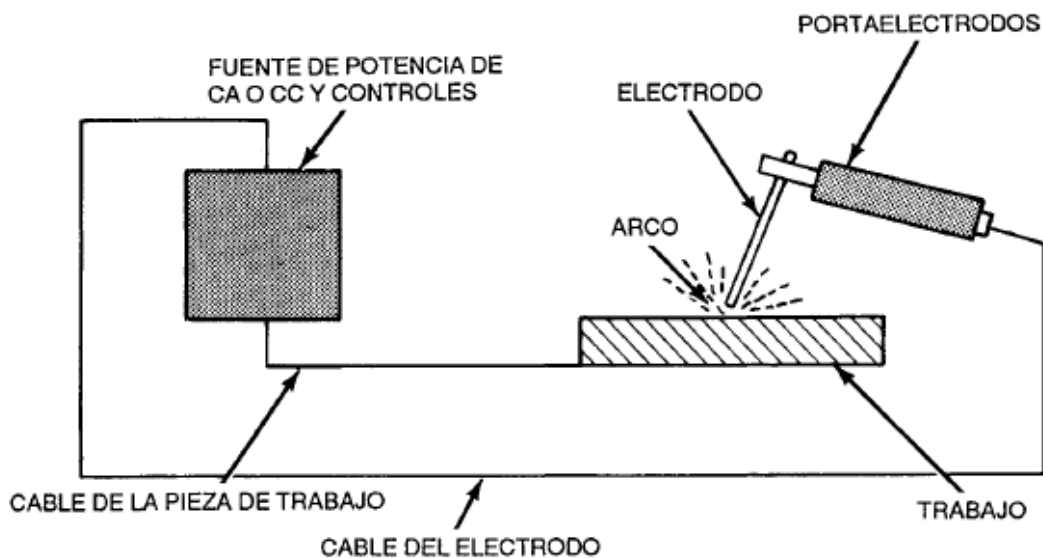 PORTAELECTRODOS
FUENTE DE POTENCIA DE
CA O CC Y CONTROLES
ELECTRODO
ARCO
CABLE DE LA PIEZA DE TRABAJO
TRABAJO
CABLE DEL ELECTRODO